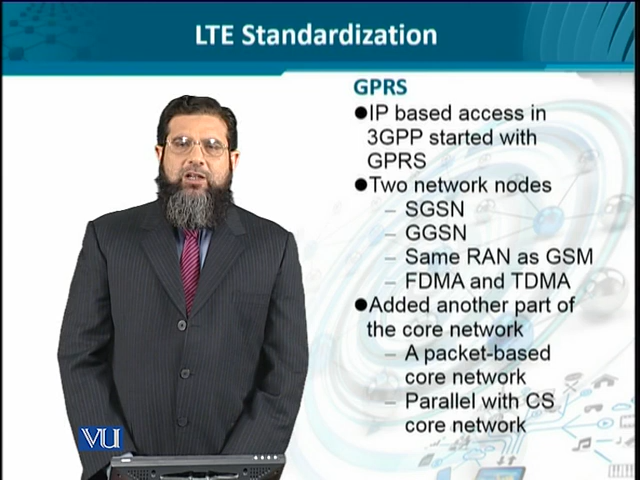 LTE Standardization
GPRS
●IP based access in
3GPP started with
GPRS
●Two network nodes
– SGSN
– GGSN
– Same RAN as GSM
– FDMA and TDMA
●Added another part of
the core network
– A packet-based
core network
– Parallel with CS
core network
VU